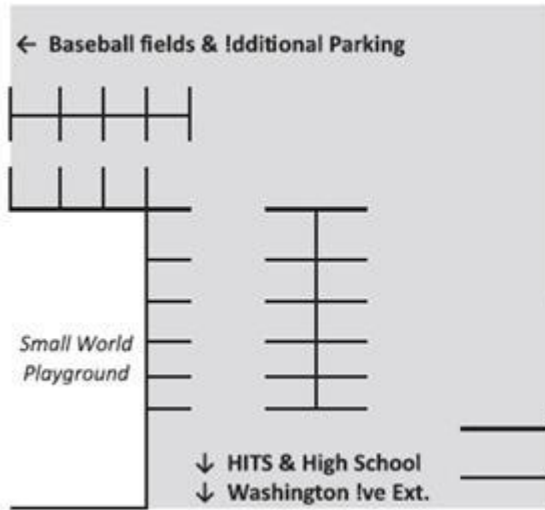 ← Baseball fields & !dditional Parking
Small World
Playground
↓ HITS & High School
↓ Washington !ve Ext.